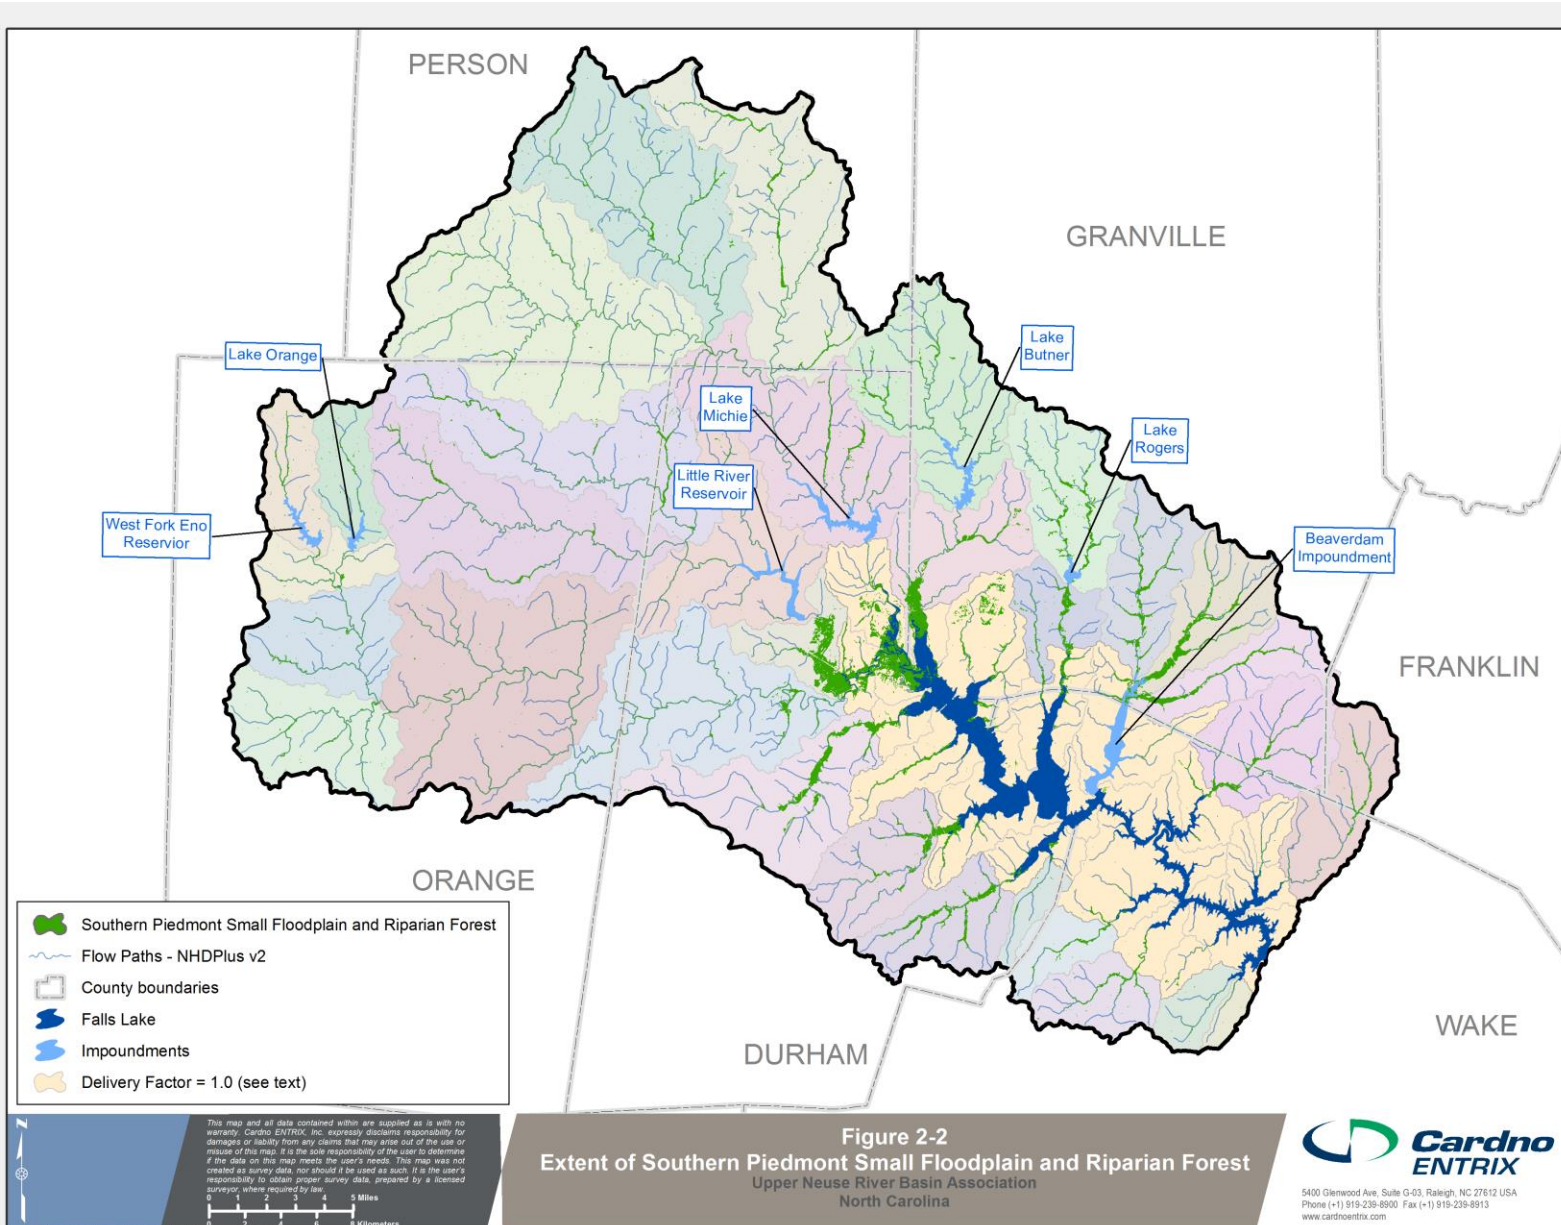 PERSON
GRANVILLE
Lake Orange
Lake
Butner
Lake
Michie
Lake
Rogers
Little River
Reservoir
West Fork Eno
Reservior
Beaverdam
Impoundment
FRANKLIN
ORANGE
WAKE
DURHAM
Southern Piedmont Small Floodplain and Riparian Forest
Flow Paths - NHDPlus v2
County boundaries
Falls Lake
Impoundments
Delivery Factor = 1.0 (see text)
N
This map and all data contained within are supplied as is with no
warranty. Cardno ENTRIX, Inc. expressly disclaims responsibility for
damages or liability from any claims that may arise out of the use or
misuse of this map. It is the sole responsibility of the user to determine
if the data on this map meets the user's needs. This map was not
created as survey data, nor should it be used as such. It is the user's
responsibility to obtain proper survey data, prepared by a licensed
surveyor, where required by law.
0 1 2 3 4 5 Miles
0 2 4 6 8 Kilometers
Figure 2-2
Extent of Southern Piedmont Small Floodplain and Riparian Forest
Upper Neuse River Basin Association
North Carolina
Cardno
ENTRIX
5400 Glenwood Ave, Suite G-03, Raleigh, NC 27612 USA
Phone (+1) 919-239-8900 Fax (+1) 919-239-8913
www.cardnoentrix.com